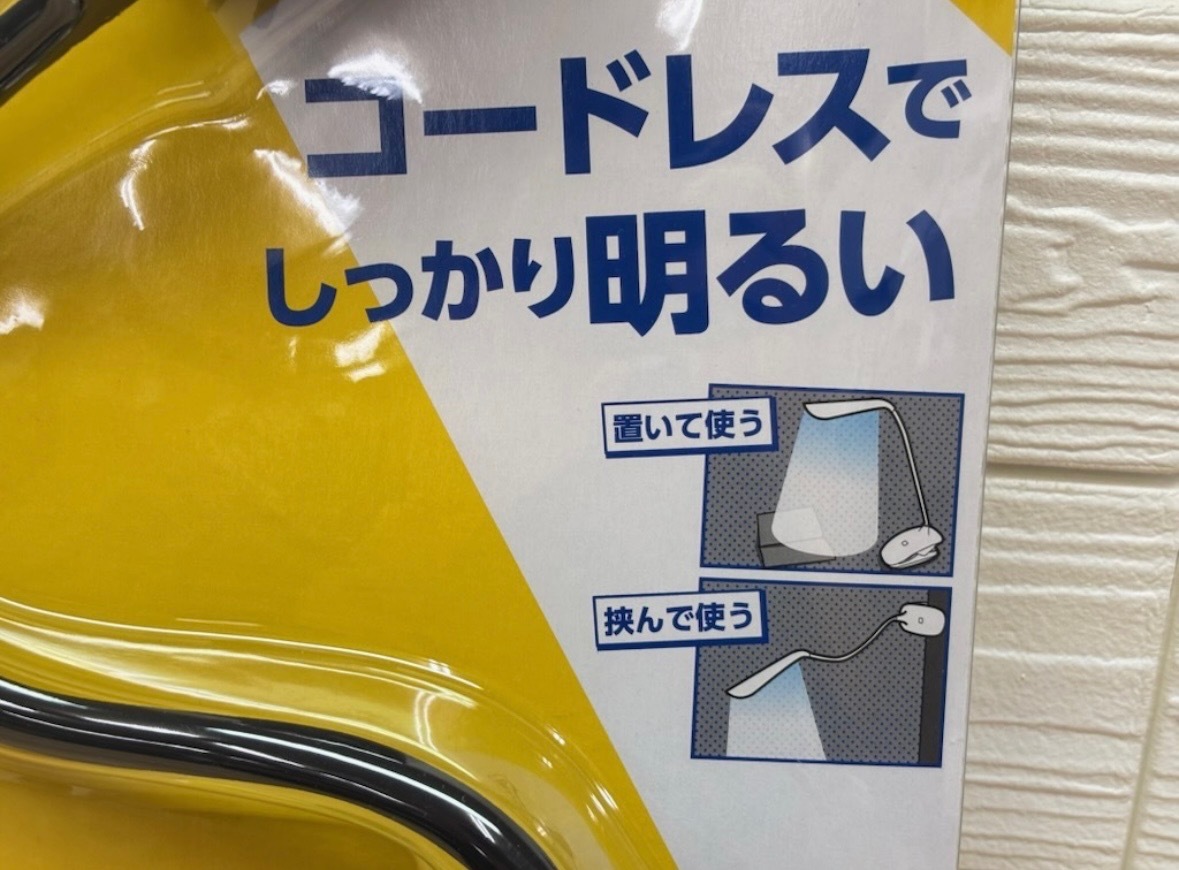 コードレスで
しっかり明るい
置いて使う
挟んで使う